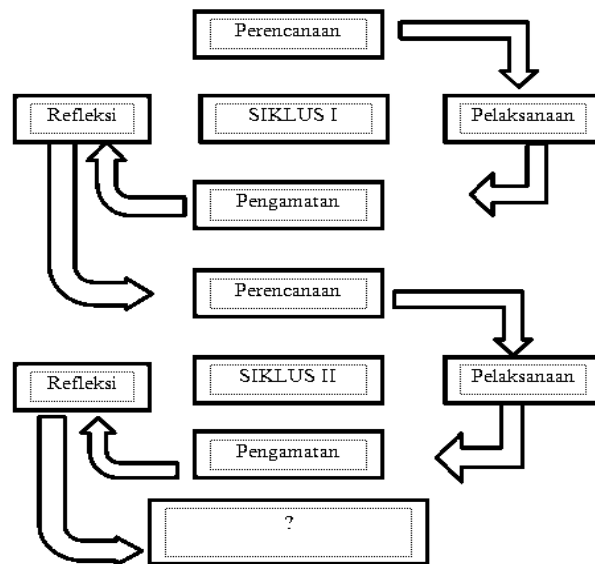 Perencanaan
Refleksi
SIKLUS I
Pelaksanaan
Pengamatan
Perencanaan
Refleksi
SIKLUS II
Pelaksanaan
Pengamatan
?